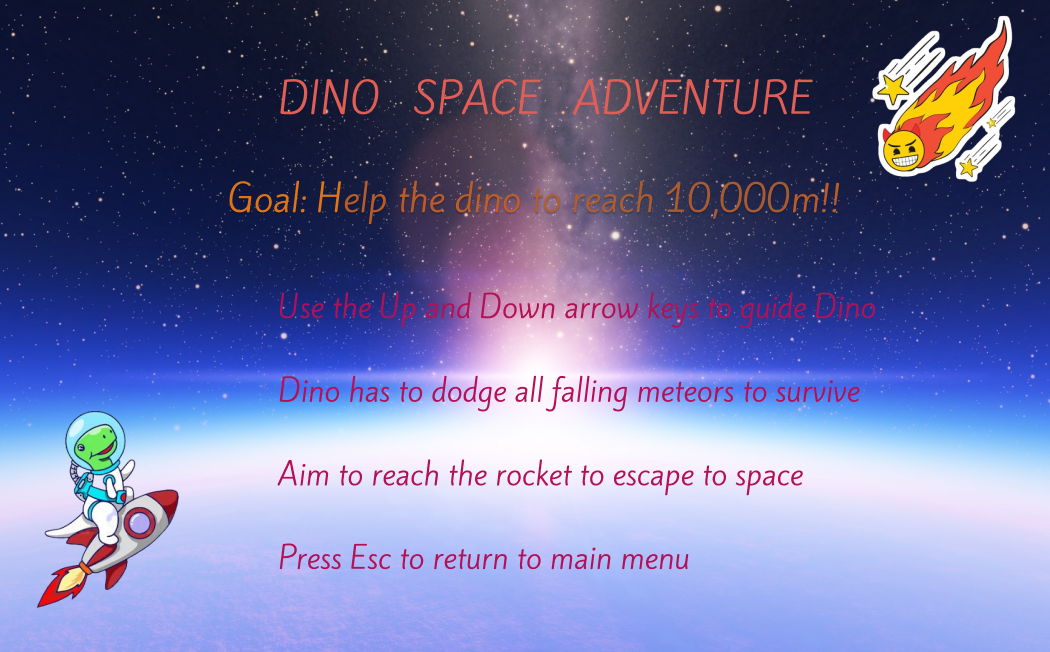 DINO SPACE ADVENTURE
Goal: Help the dino to reach 10,000m!!
Use the Up and Down arrow keys to guide Dino
Dino has to dodge all falling meteors to survive
Aim to reach the rocket to escape to space
Press Esc to return to main menu